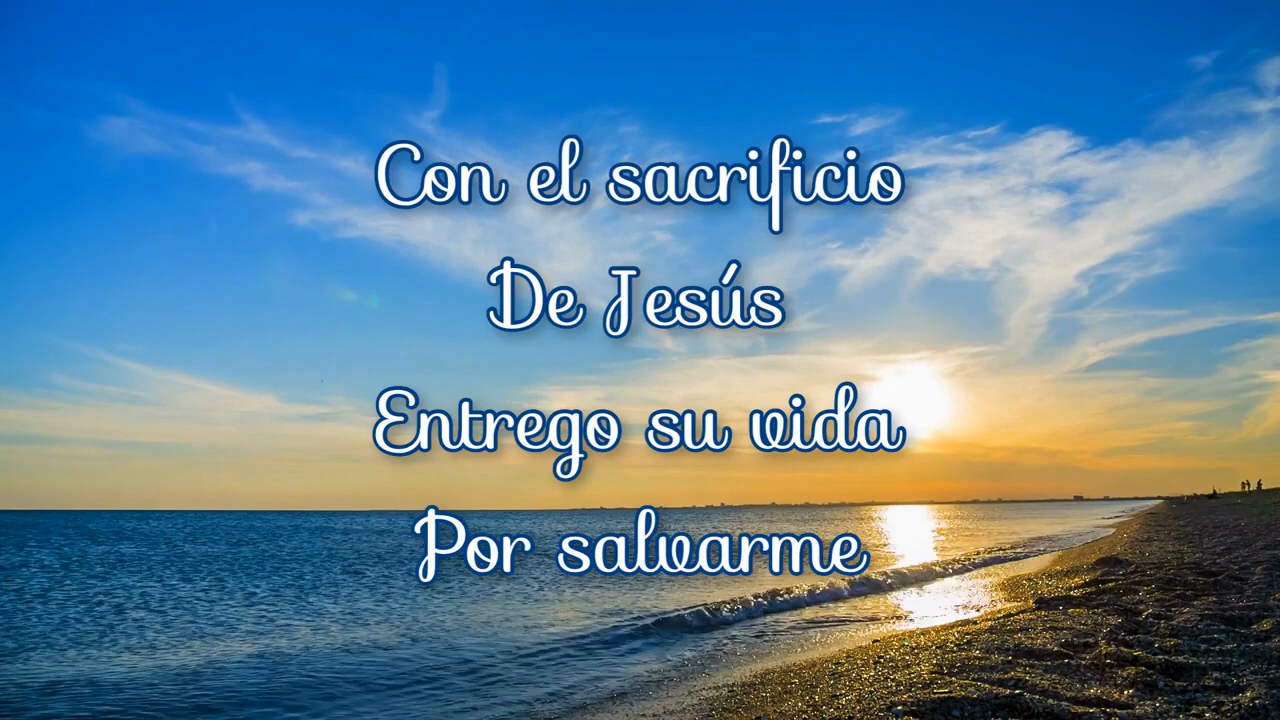 Con el sacrificio
De Jesús
Entrego su vida
Por salvarme